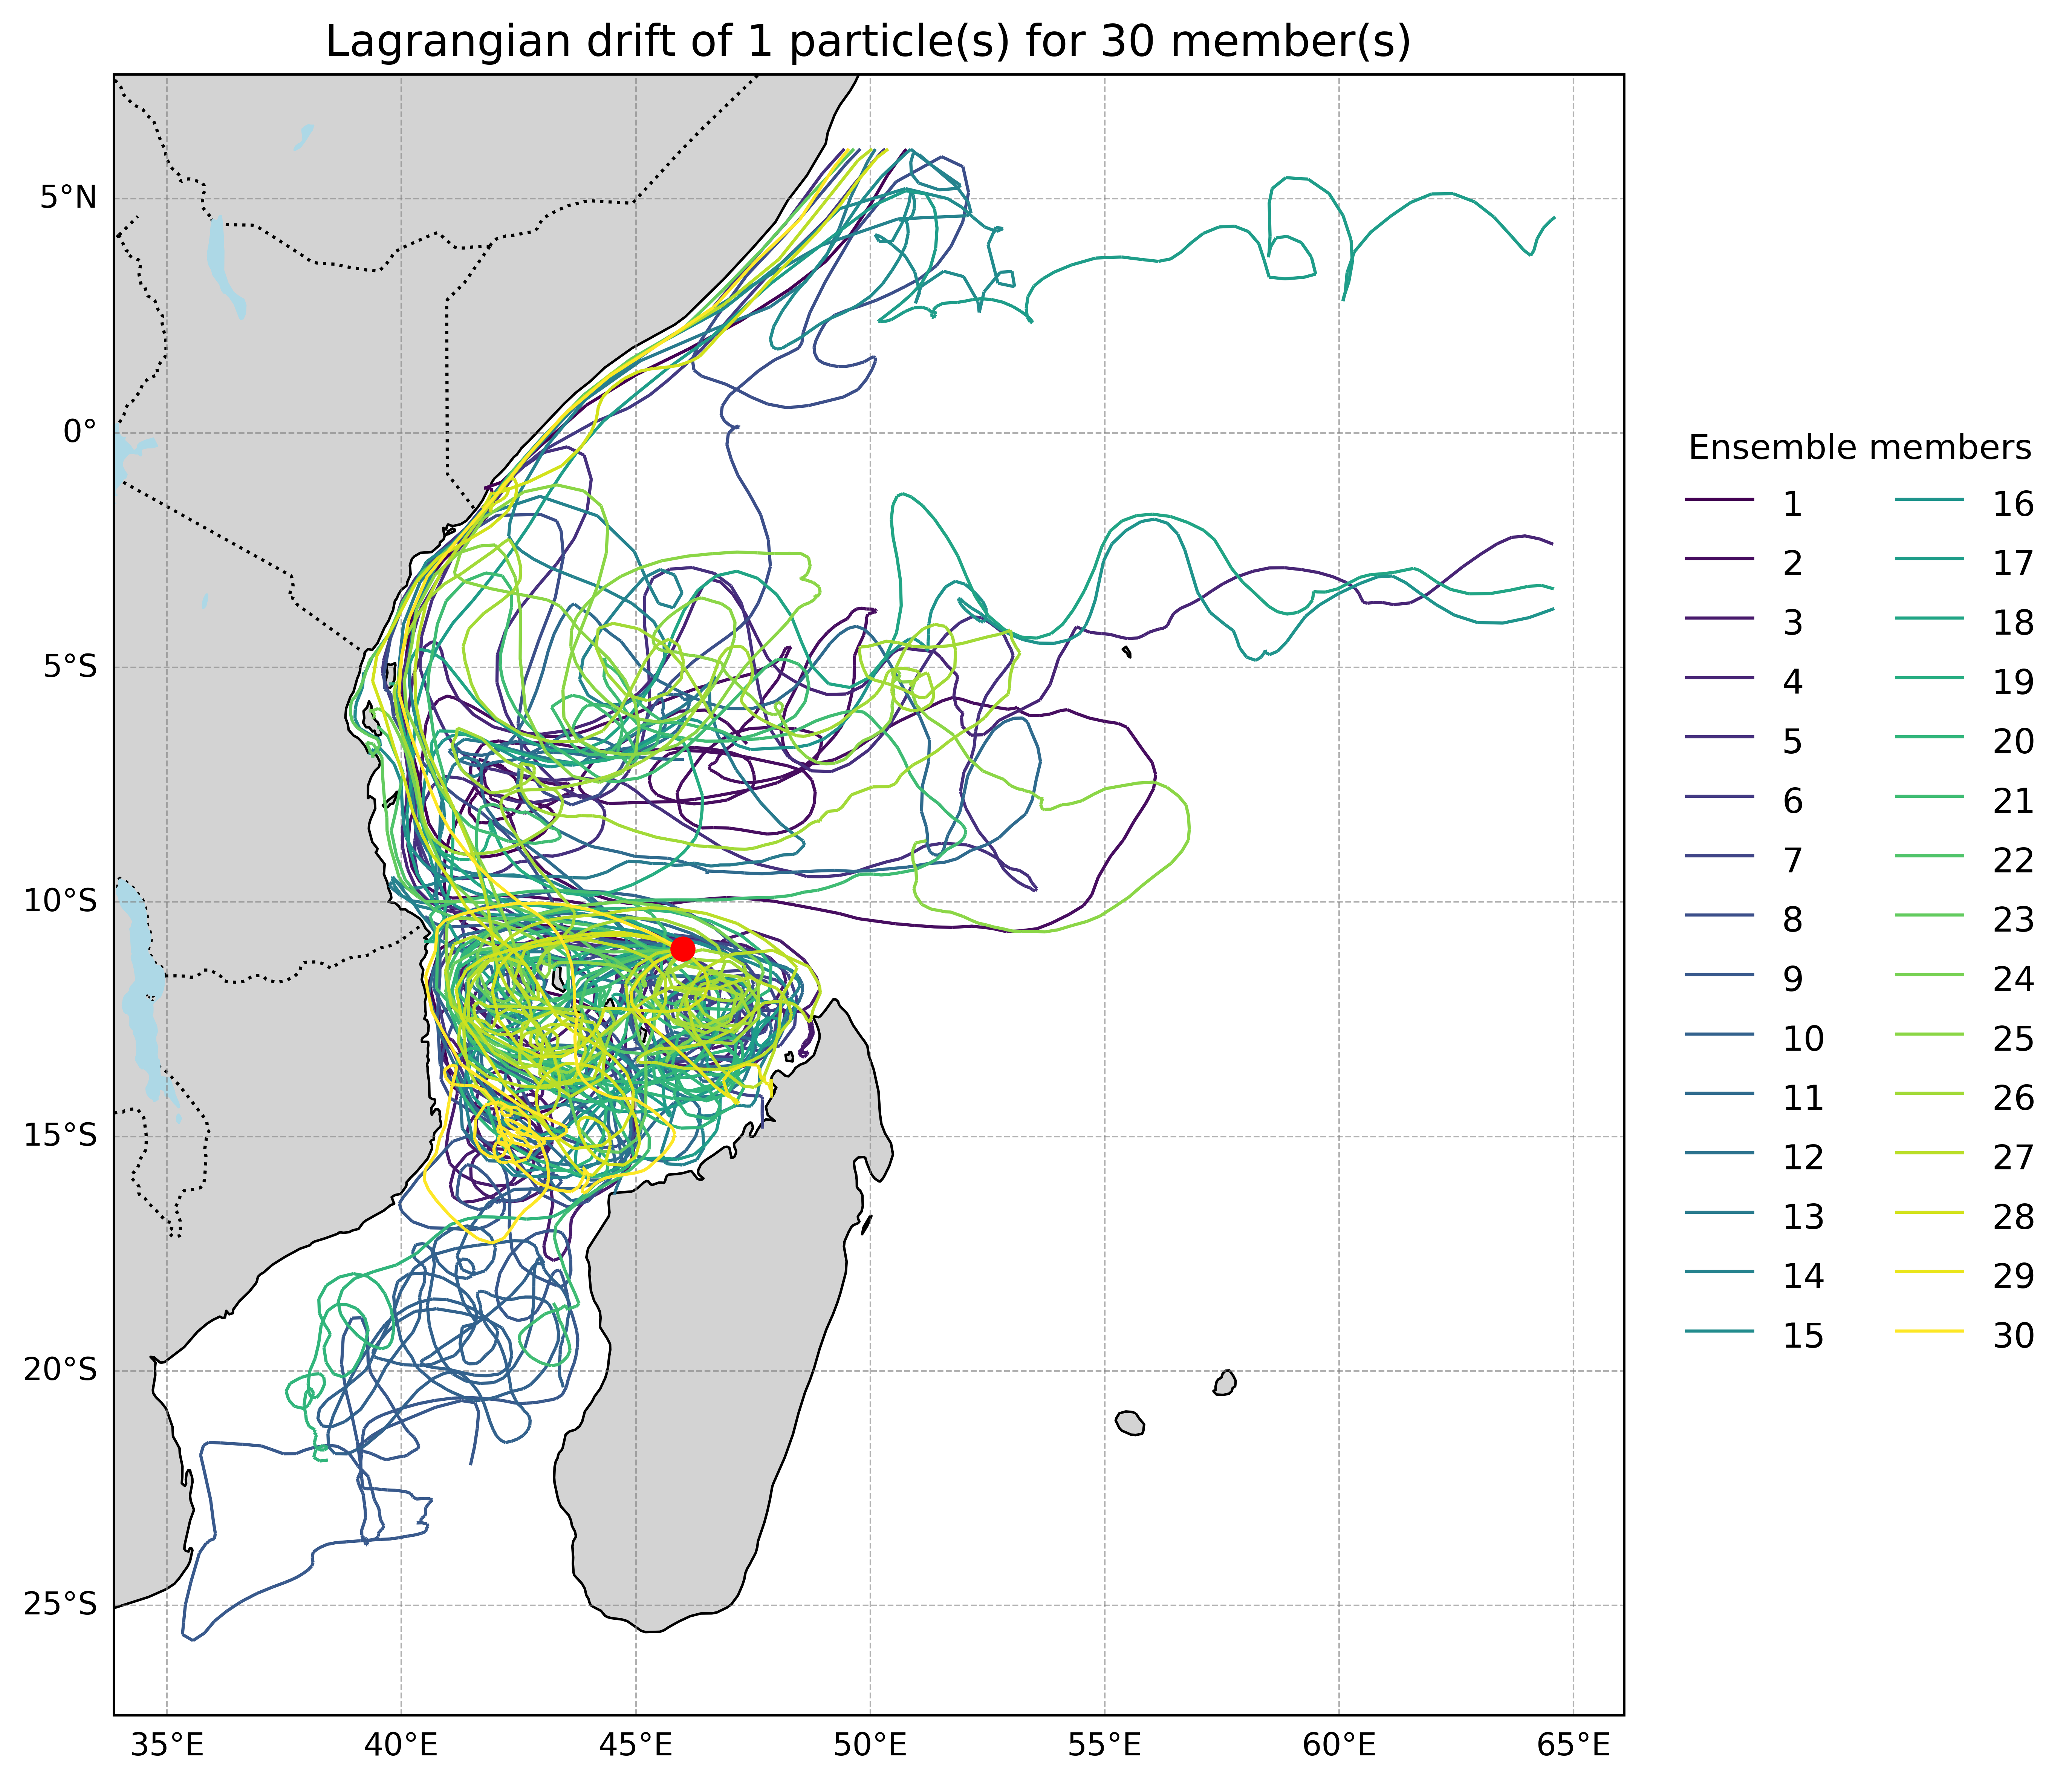 Lagrangian drift of 1 particle(s) for 30 member(s)
5°N
0°
5°S
10°S
15°S
20°S
25°S
35°E 40°E 45°E 50°E 55°E 60°E 65°E
Ensemble members
1 16
2 17
3 18
4 19
5 20
6 21
7 22
8 23
9 24
10 25
11 26
12 27
13 28
14 29
15 30